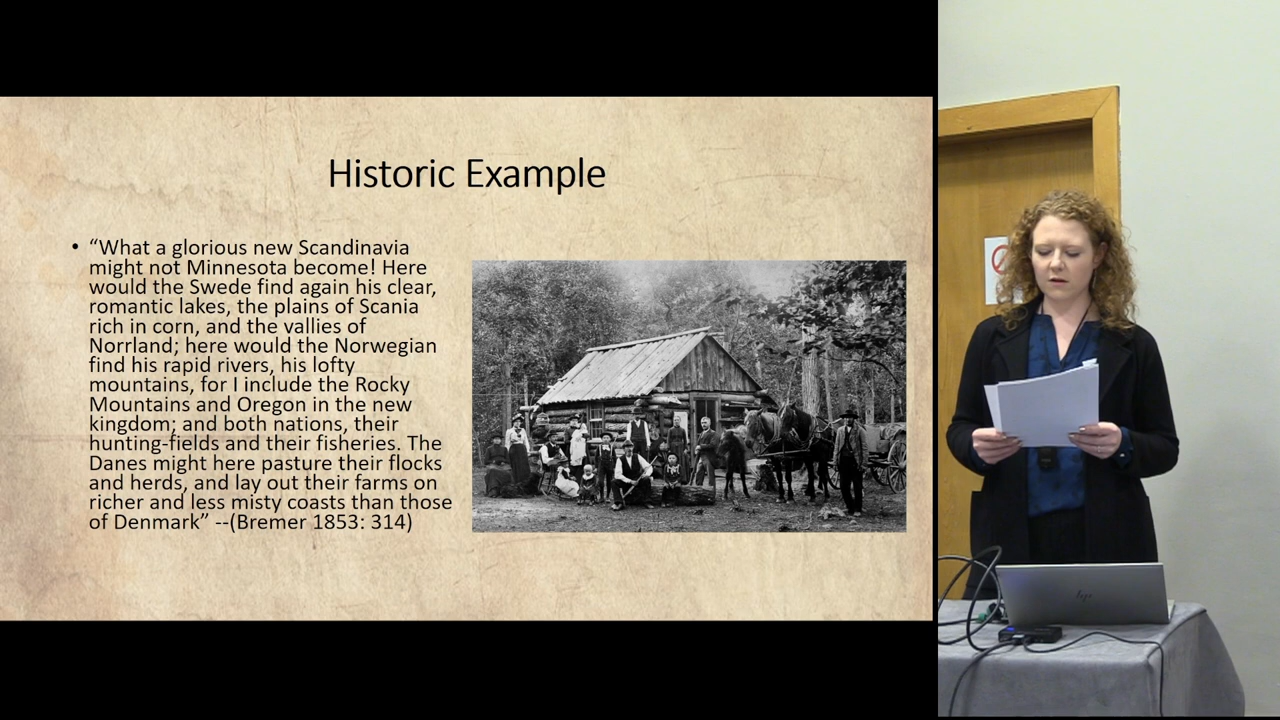 Historic Example
• “What a glorious new Scandinavia
might not Minnesota become! Here
would the Swede find again his clear,
romantic lakes, the plains of Scania
rich in corn, and the vallies of
Norrland; here would the Norwegian
find his rapid rivers, his lofty
mountains, for I include the Rocky
Mountains and Oregon in the new
kingdom; and both nations, their
hunting-fields and their fisheries. The
Danes might here pasture their flocks
and herds, and lay out their farms on
richer and less misty coasts than those
of Denmark” --(Bremer 1853: 314)
hp